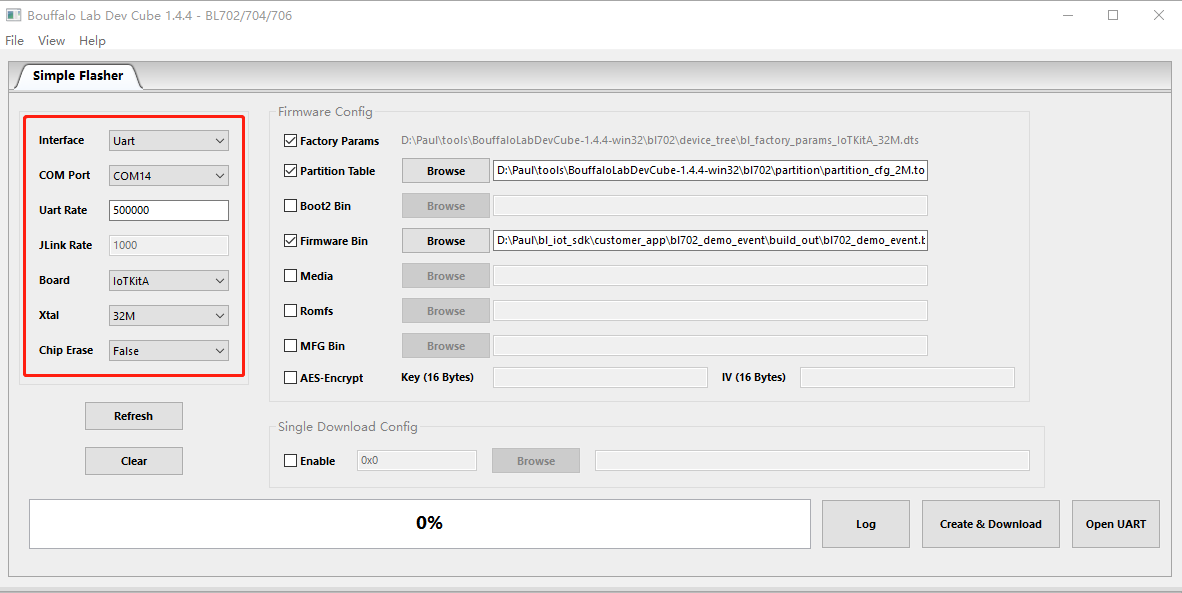 Bouffalo Lab Dev Cube 1.4.4 - BL702/704/706
File View Help
Simple Flasher
Interface Uart
COM Port COM14
Uart Rate 500000
JLink Rate 1000
Board IoTKitA
Xtal 32M
Chip Erase False
Refresh
Clear
Firmware Config
Factory Params D:\Paul\tools\BouffaloLabDevCube-1.4.4-win32\bl702\device_tree\bl_factory_params_IoTKitA_32M.dts
Partition Table Browse D:\Paul\tools\BouffaloLabDevCube-1.4.4-win32\bl702\partition\partition_cfg_2M.to
Boot2 Bin Browse
Firmware Bin Browse D:\Paul\bl_iot_sdk\customer_app\bl702_demo_event\build_out\bl702_demo_event.b
Media Browse
Romfs Browse
MFG Bin Browse
AES-Encrypt Key (16 Bytes) IV (16 Bytes)
Single Download Config
Enable 0x0 Browse
0% Log Create & Download Open UART